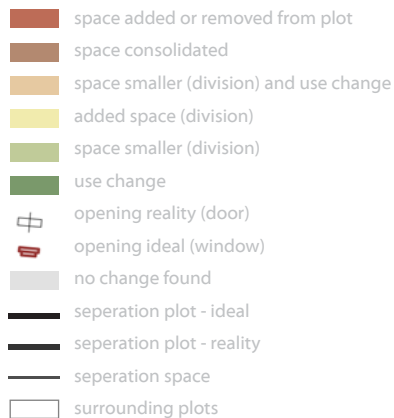 space added or removed from plot
space consolidated
space smaller (division) and use change
added space (division)
space smaller (division)
use change
opening reality (door)
opening ideal (window)
no change found
seperation plot - ideal
seperation plot - reality
seperation space
surrounding plots